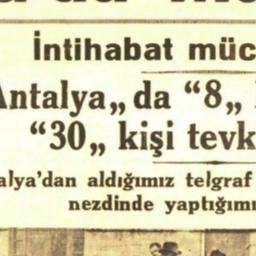 İntihabat müc
Antalya„ da “8„
“30„ kişi tevk
alya'dan aldığımız telgraf
nezdinde yaptığımı